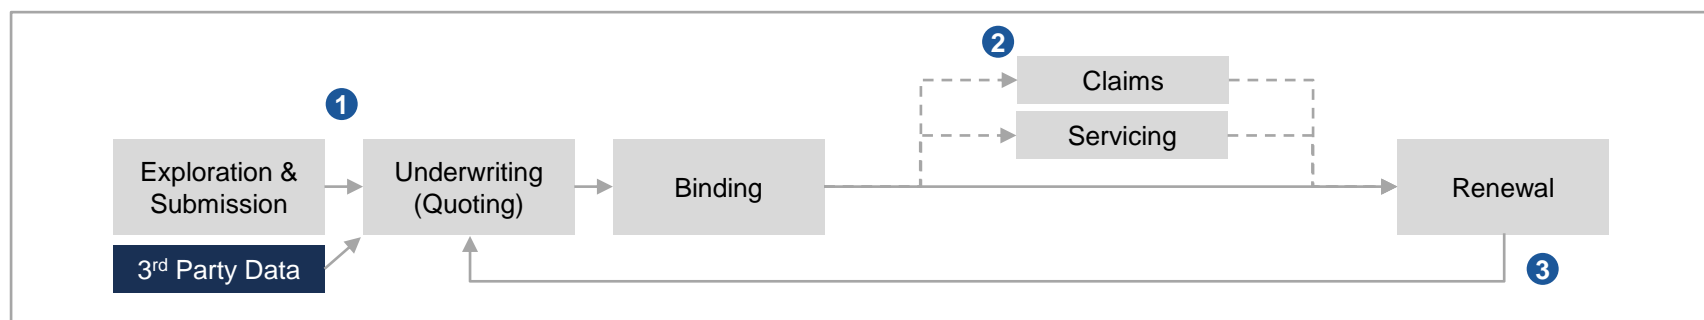 2
Claims
1
Servicing
Exploration &
Submission
Underwriting
(Quoting)
Binding
Renewal
3rd Party Data
3